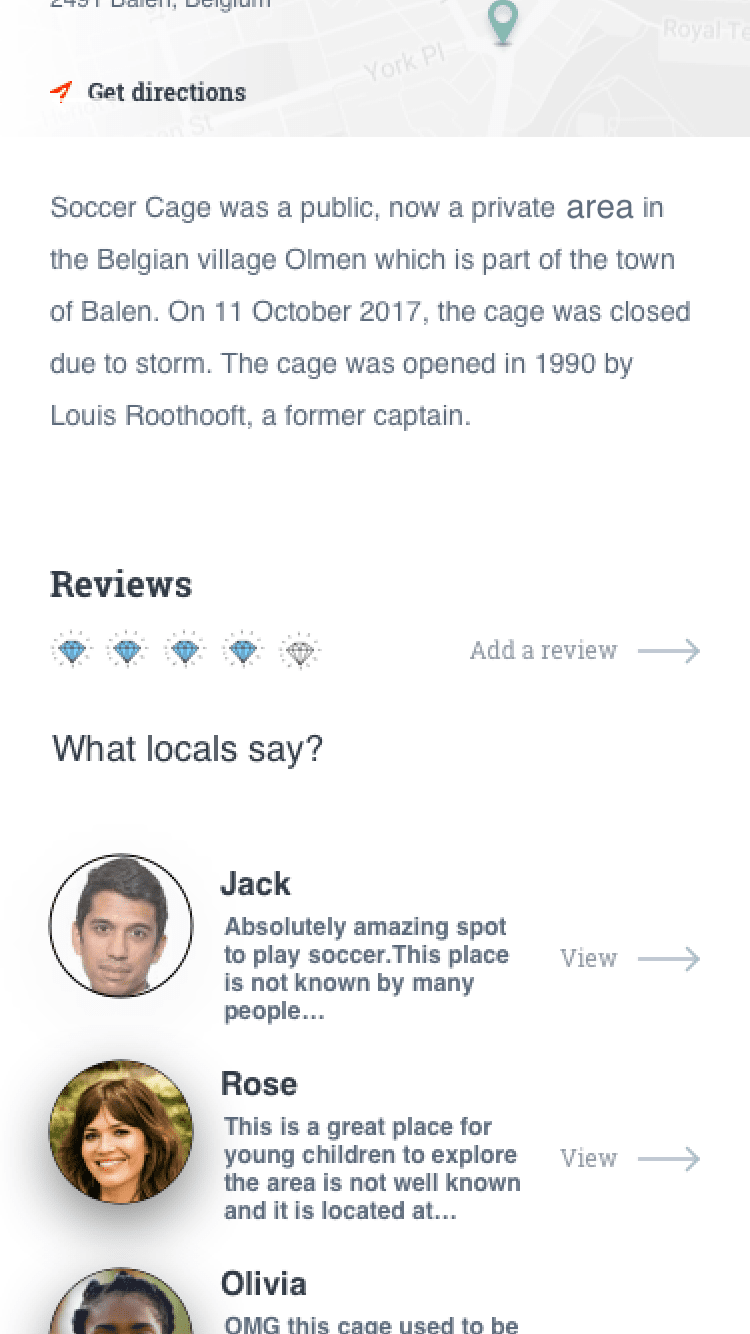 2491 Balen, Belgium
York Pl
Royal Te
Get directions
en St
Soccer Cage was a public, now a private area in
the Belgian village Olmen which is part of the town
of Balen. On 11 October 2017, the cage was closed
due to storm. The cage was opened in 1990 by
Louis Roothooft, a former captain.
Reviews
Add a review
What locals say?
Jack
Absolutely amazing spot
to play soccer.This place
is not known by many
people...
View
Rose
This is a great place for
young children to explore
the area is not well known
and it is located at...
View
Olivia
OMG this cage used to be